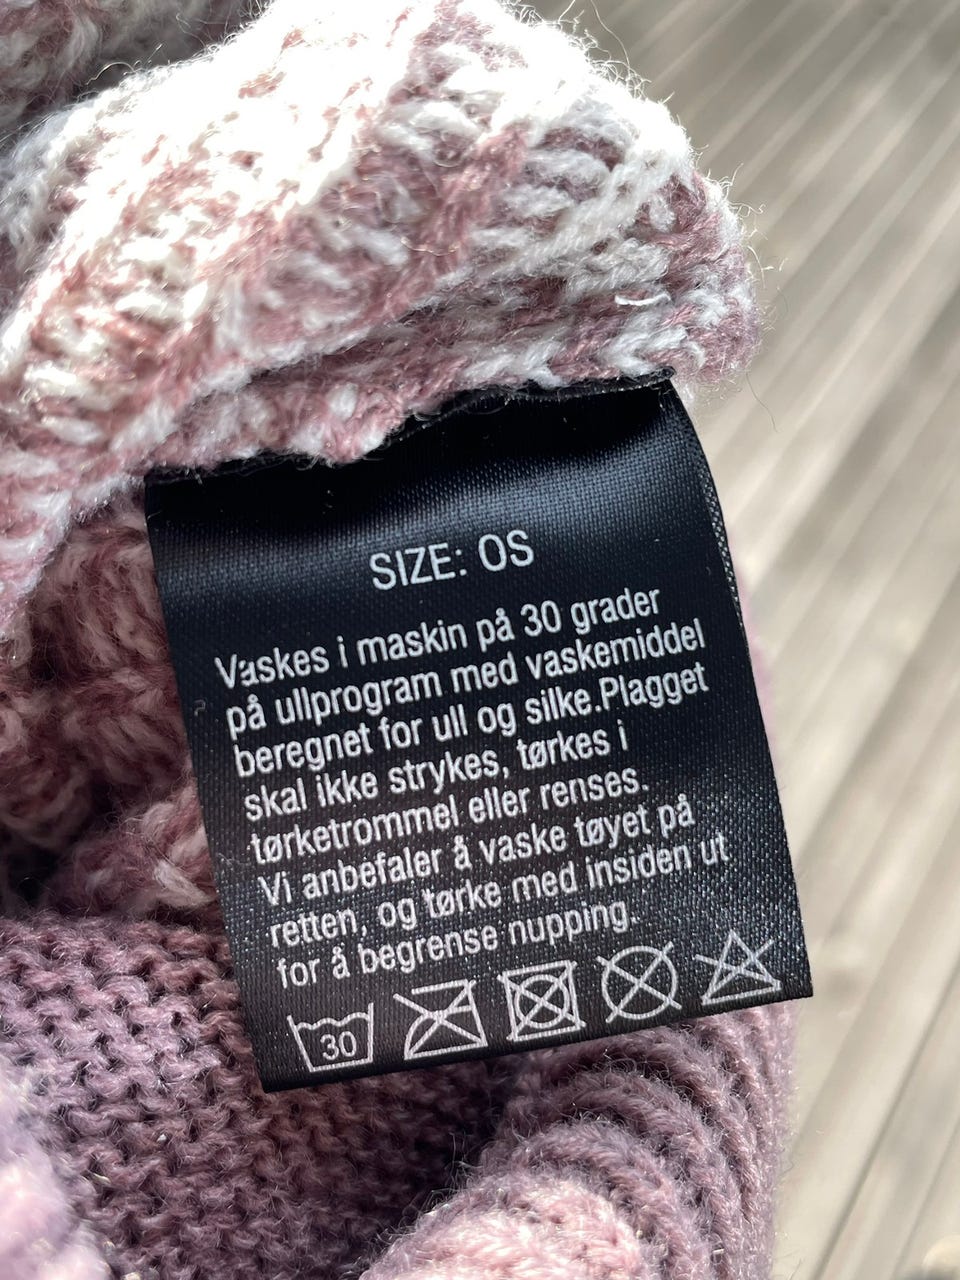 SIZE: OS
Vaskes i maskin på 30 grader
på ullprogram med vaskemiddel
beregnet for ull og silke.Plagget
skal ikke strykes, tørkes i
tørketrommel eller renses.
Vi anbefaler å vaske tøyet på
retten, og tørke med insiden ut
for å begrense nupping.
30